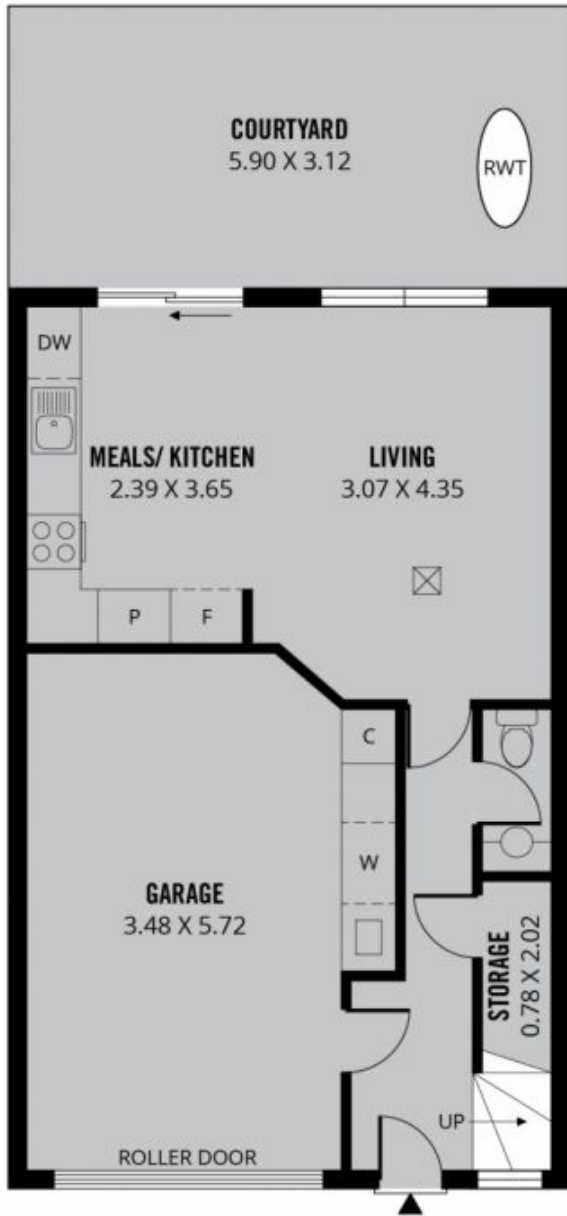 COURTYARD
5.90 X 3.12
RWT
DW
MEALS/ KITCHEN
2.39 X 3.65
LIVING
3.07 X 4.35
P
F
C
W
GARAGE
3.48 X 5.72
STORAGE
0.78 X 2.02
UP
ROLLER DOOR